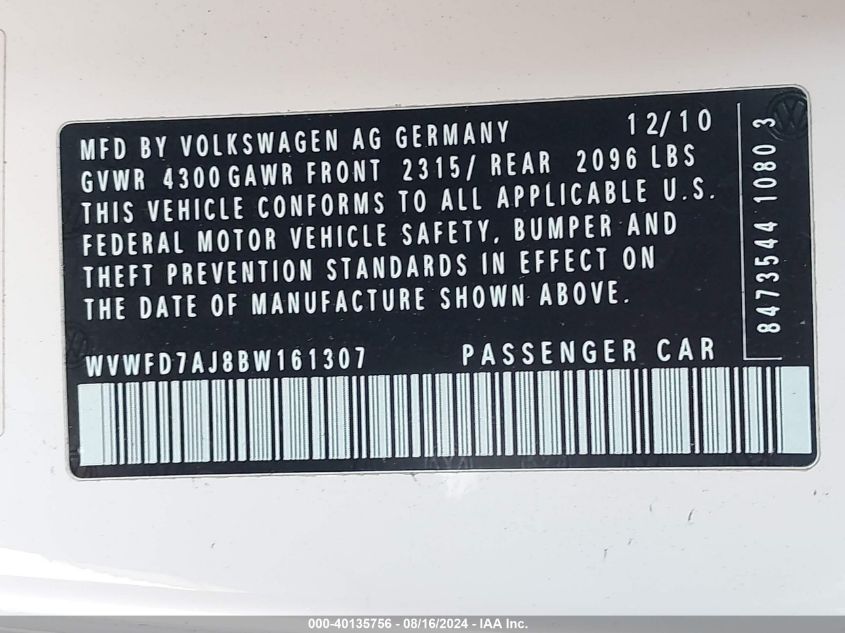 MFD BY VOLKSWAGEN AG GERMANY 12/10
GVWR 4300 GAWR FRONT 2315/ REAR 2096 LBS
THIS VEHICLE CONFORMS TO ALL APPLICABLE U.S.
FEDERAL MOTOR VEHICLE SAFETY, BUMPER AND
THEFT PREVENTION STANDARDS IN EFFECT ON
THE DATE OF MANUFACTURE SHOWN ABOVE.
WVWFD7AJ8BW161307 PASSENGER CAR
8473544 1080 3
000-40135756 - 08/16/2024 - IAA Inc.